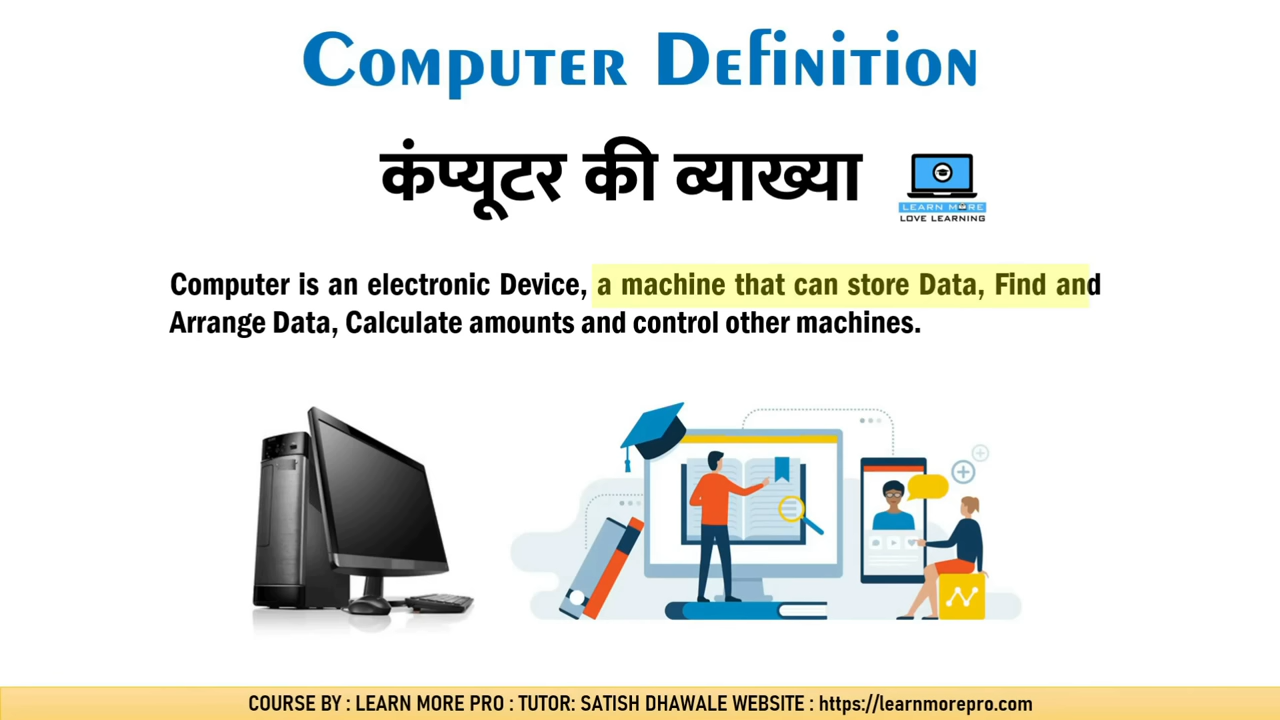 Computer Definition
कंप्यूटर की व्याख्या
LEARN MORE
LOVE LEARNING
Computer is an electronic Device, a machine that can store Data, Find and
Arrange Data, Calculate amounts and control other machines.
COURSE BY : LEARN MORE PRO : TUTOR: SATISH DHAWALE WEBSITE : https://learnmorepro.com